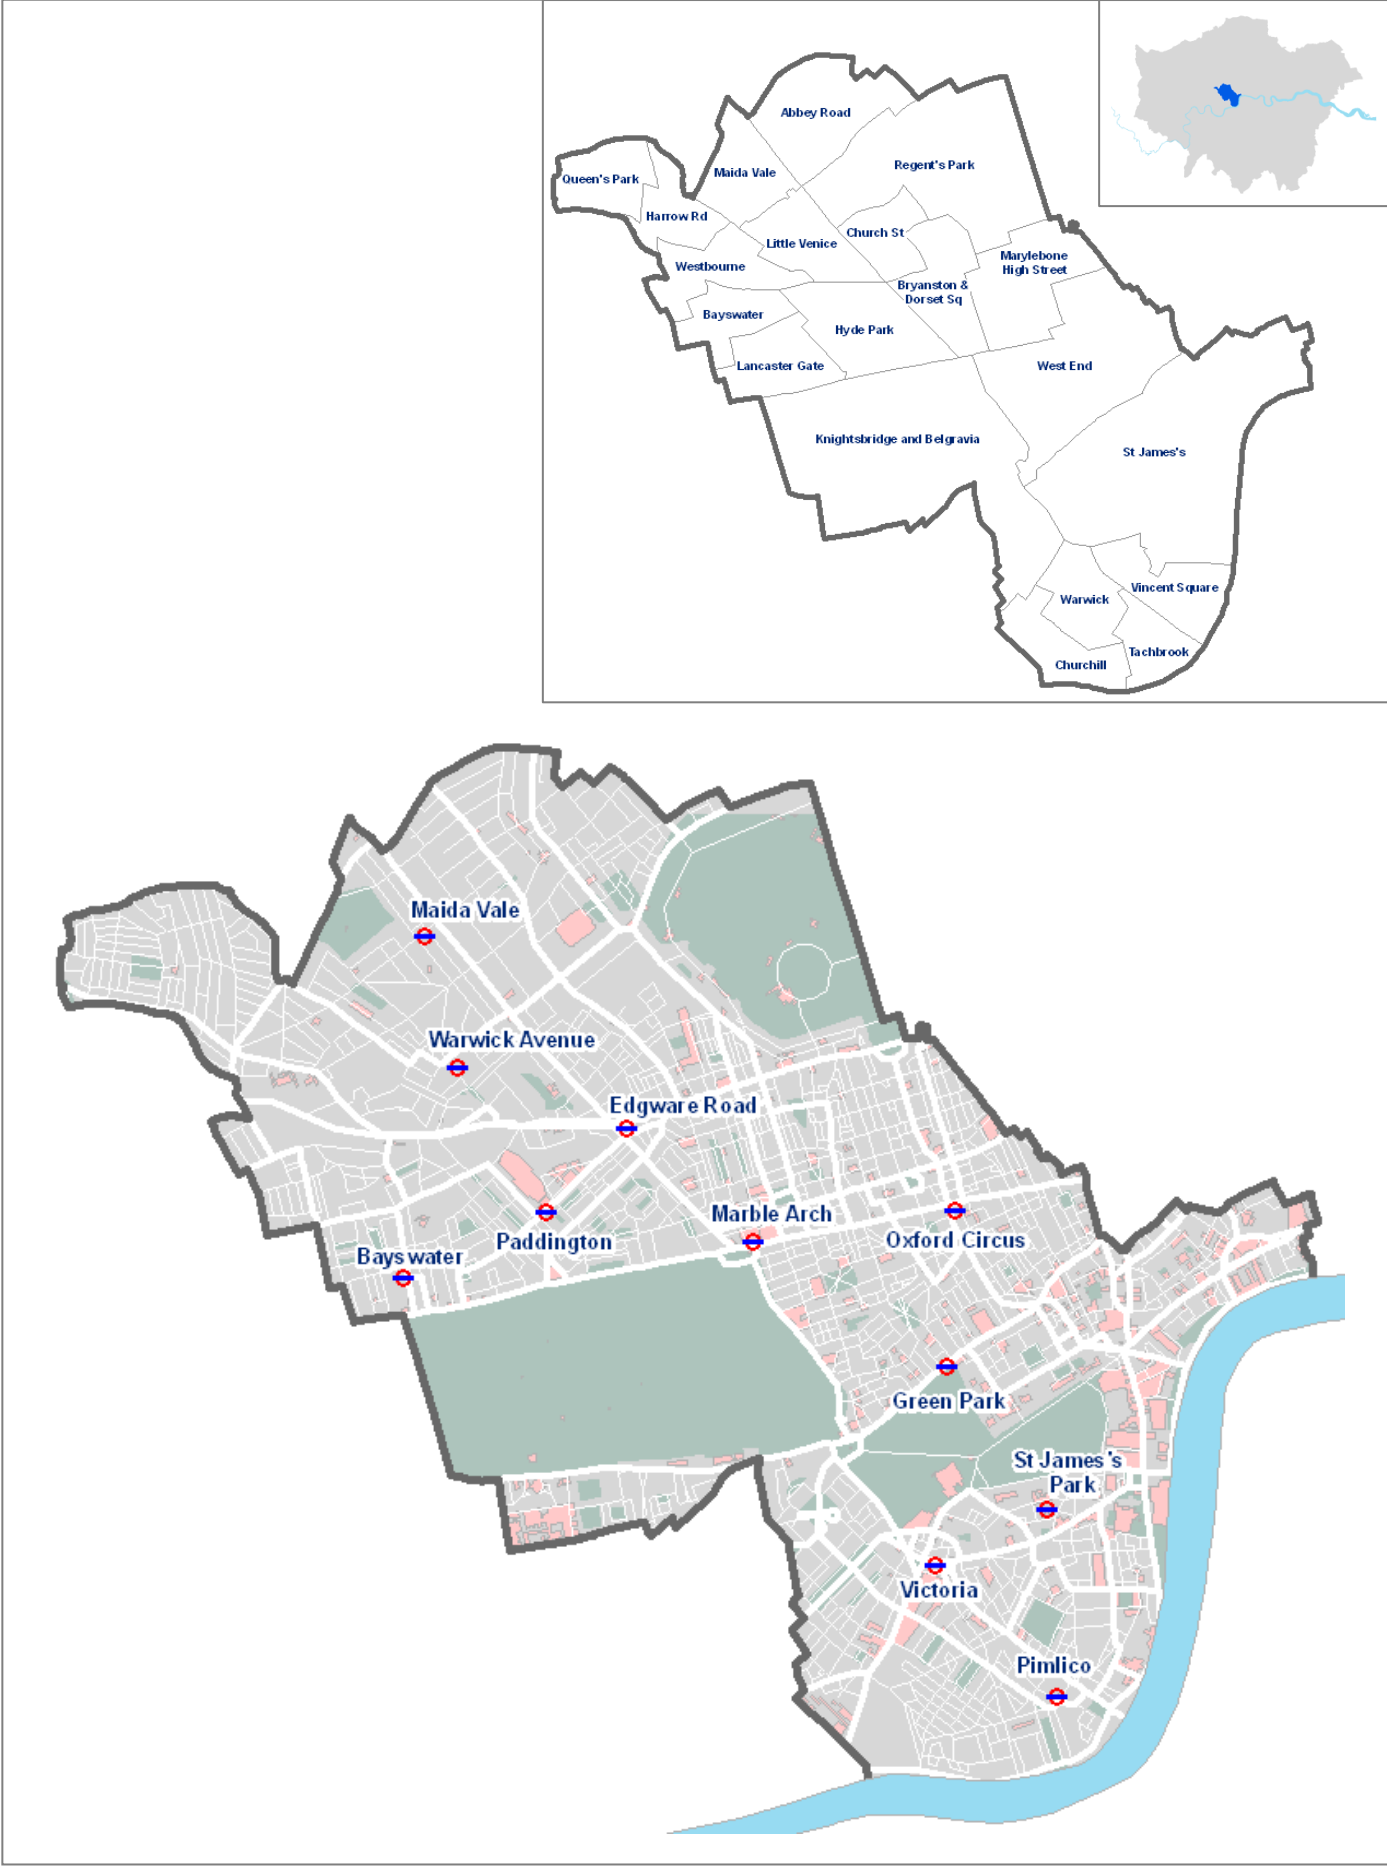 Abbey Road
Regent's Park
Maida Vale
Queen's Park
Harrow Rd
Church St
Little Venice
Marylebone
High Street
Westbourne
Bryanston &
Dorset Sq
Bayswater
Hyde Park
Lancaster Gate
West End
Knightsbridge and Belgravia
St James's
Vincent Square
Warwick
Tachbrook
Churchill
Maida Vale
Warwick Avenue
Edgware Road
Marble Arch
Paddington
Oxford Circus
Bayswater
Green Park
St James's
Park
Victoria
Pimlico